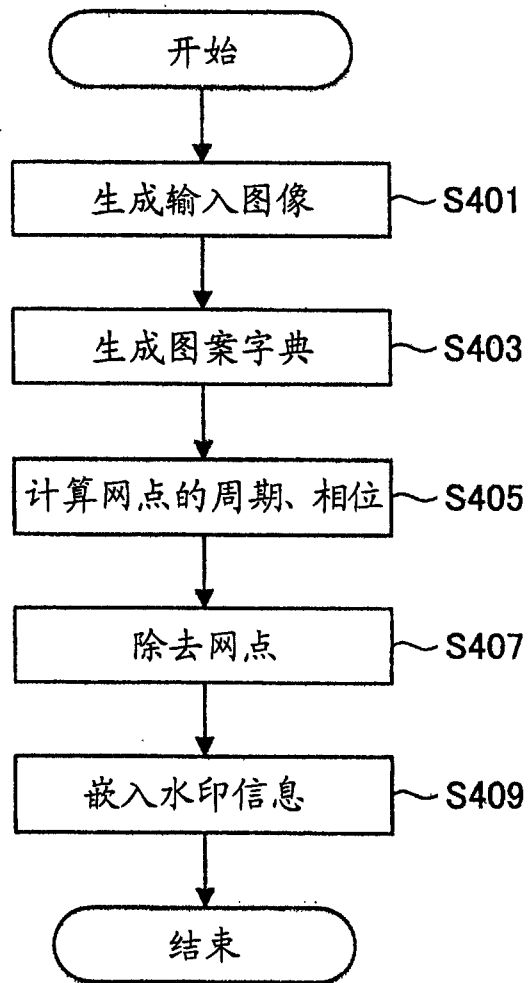 开始
生成输入图像 S401
生成图案字典 S403
计算网点的周期、相位 S405
除去网点 S407
嵌入水印信息 S409
结束